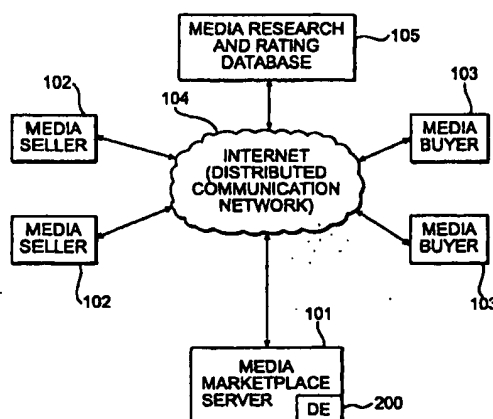 MEDIA RESEARCH
AND RATING
DATABASE
105
102
104
103
MEDIA
SELLER
MEDIA
BUYER
INTERNET
(DISTRIBUTED
COMMUNICATION
NETWORK)
MEDIA
SELLER
MEDIA
BUYER
102
103
101
MEDIA
MARKETPLACE
SERVER
DE
200